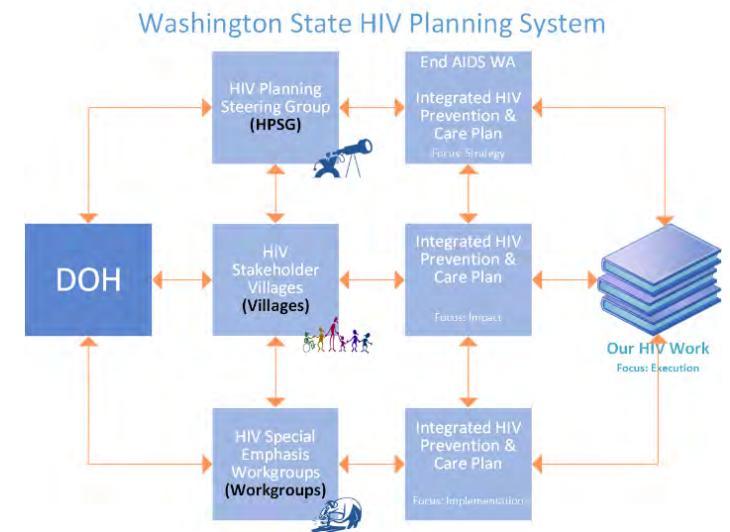 Washington State HIV Planning System
HIV Planning
Steering Group
(HPSG)
End AIDS WA
Integrated HIV
Prevention &
Care Plan
Focus: Strategy
DOH
HIV
Stakeholder
Villages
(Villages)
Integrated HIV
Prevention &
Care Plan
Focus: Impact
Our HIV Work
Focus: Execution
HIV Special
Emphasis
Workgroups
(Workgroups)
Integrated HIV
Prevention &
Care Plan
Focus: Implementation